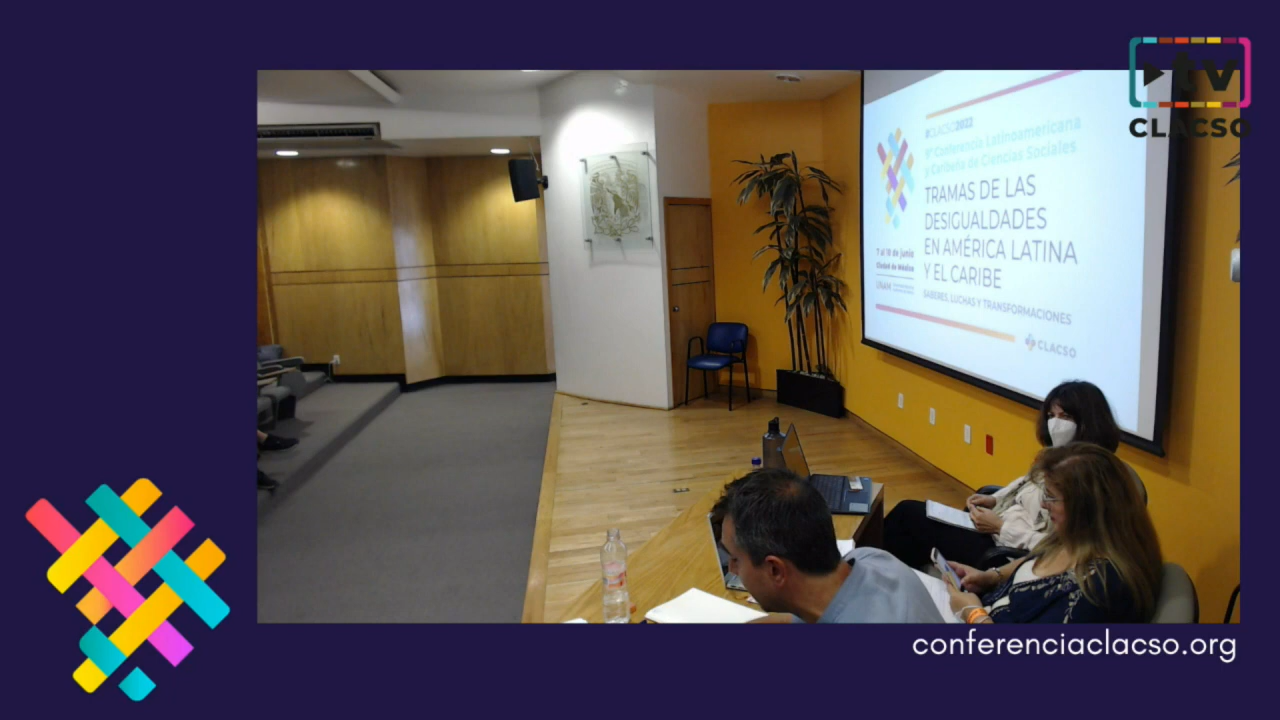 tv
CLACSO
#CLACSO2022
9ª Conferencia Latinoamericana
y Caribeña de Ciencias Sociales
TRAMAS DE LAS
DESIGUALDADES
EN AMÉRICA LATINA
Y EL CARIBE
SABERES, LUCHAS Y TRANSFORMACIONES
7 al 10 de junio
Ciudad de México
UNAM
CLACSO
conferenciaclacso.org